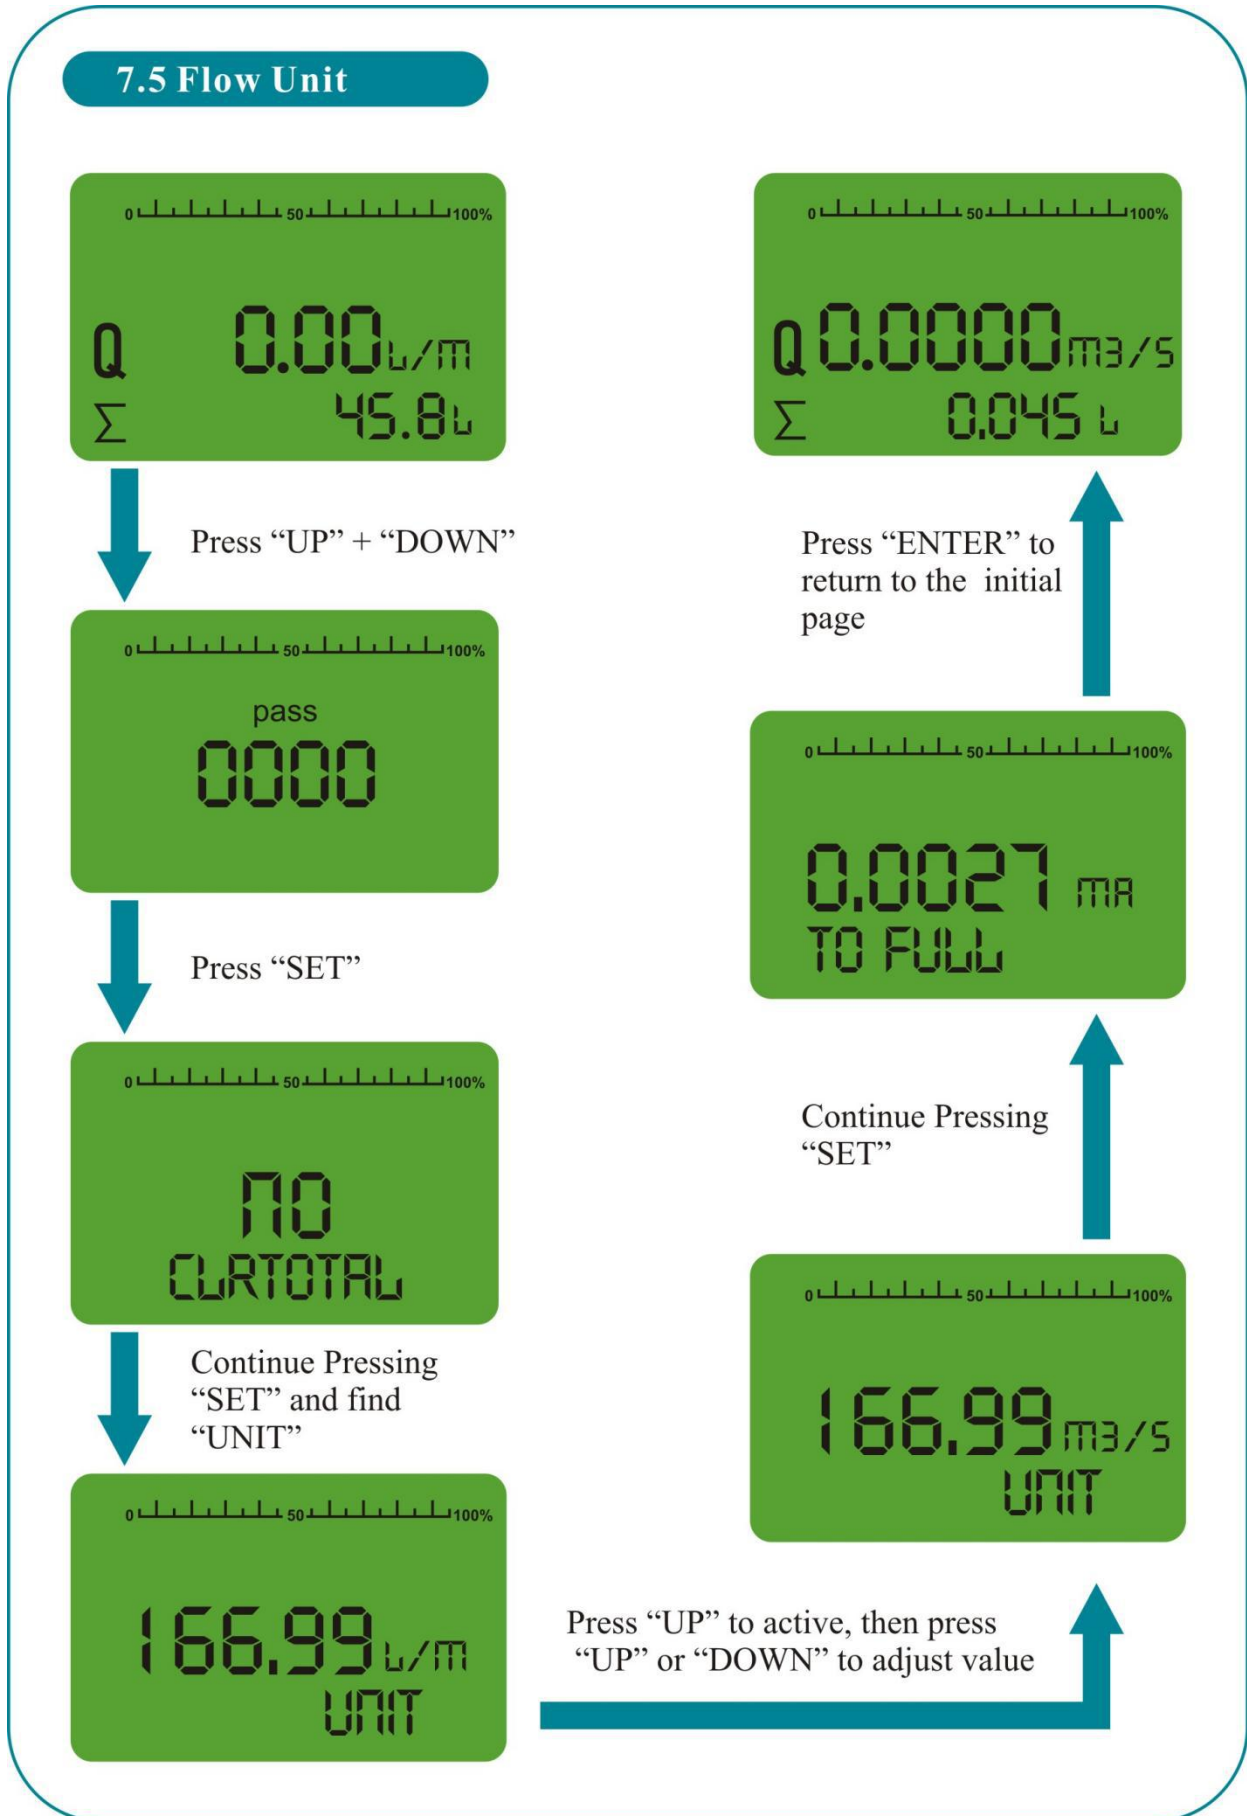 7.5 Flow Unit
0 50 100%
Q 0.00 L/m
Σ 45.8 L
Press “UP” + “DOWN”
0 50 100%
pass
0000
Press “SET”
0 50 100%
NO
CLRTOTAL
Continue Pressing
“SET” and find
“UNIT”
0 50 100%
166.99 L/m
UNIT
Press “UP” to active, then press
“UP” or “DOWN” to adjust value
0 50 100%
166.99 m3/s
UNIT
Continue Pressing
“SET”
0 50 100%
0.0027 mA
TO FULL
Press “ENTER” to
return to the initial
page
0 50 100%
Q 0.0000 m3/s
Σ 0.045 L